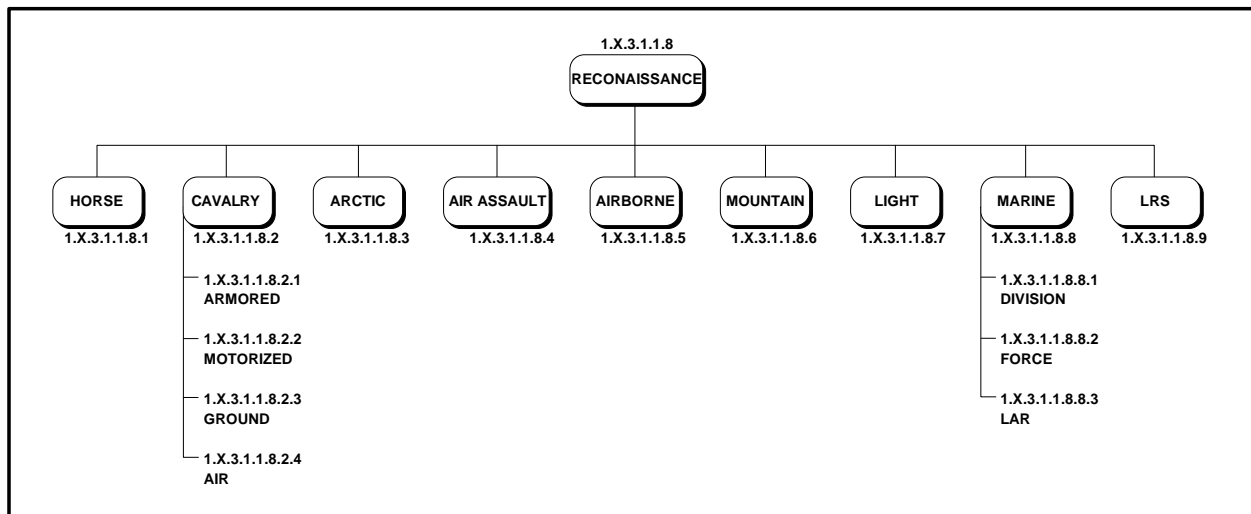 1.X.3.1.1.8
RECONAISSANCE
HORSE
CAVALRY
ARCTIC
AIR ASSAULT
AIRBORNE
MOUNTAIN
LIGHT
MARINE
LRS
1.X.3.1.1.8.1
1.X.3.1.1.8.2
1.X.3.1.1.8.3
1.X.3.1.1.8.4
1.X.3.1.1.8.5
1.X.3.1.1.8.6
1.X.3.1.1.8.7
1.X.3.1.1.8.8
1.X.3.1.1.8.9
1.X.3.1.1.8.2.1
ARMORED
1.X.3.1.1.8.2.2
MOTORIZED
1.X.3.1.1.8.2.3
GROUND
1.X.3.1.1.8.2.4
AIR
1.X.3.1.1.8.8.1
DIVISION
1.X.3.1.1.8.8.2
FORCE
1.X.3.1.1.8.8.3
LAR